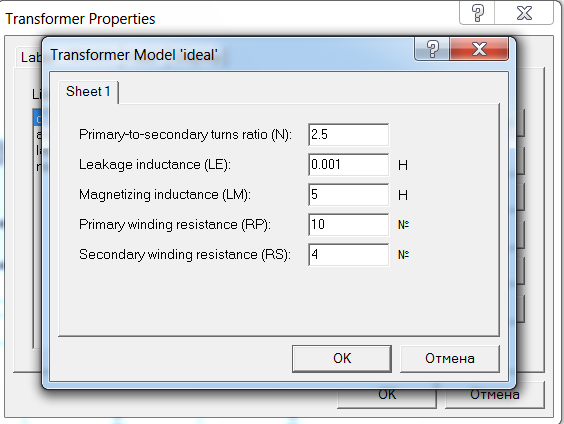 Transformer Properties
Transformer Model 'ideal'
Sheet 1
Primary-to-secondary turns ratio (N): 2.5
Leakage inductance (LE): 0.001 H
Magnetizing inductance (LM): 5 H
Primary winding resistance (RP): 10 №
Secondary winding resistance (RS): 4 №
OK Отмена
OK Отмена